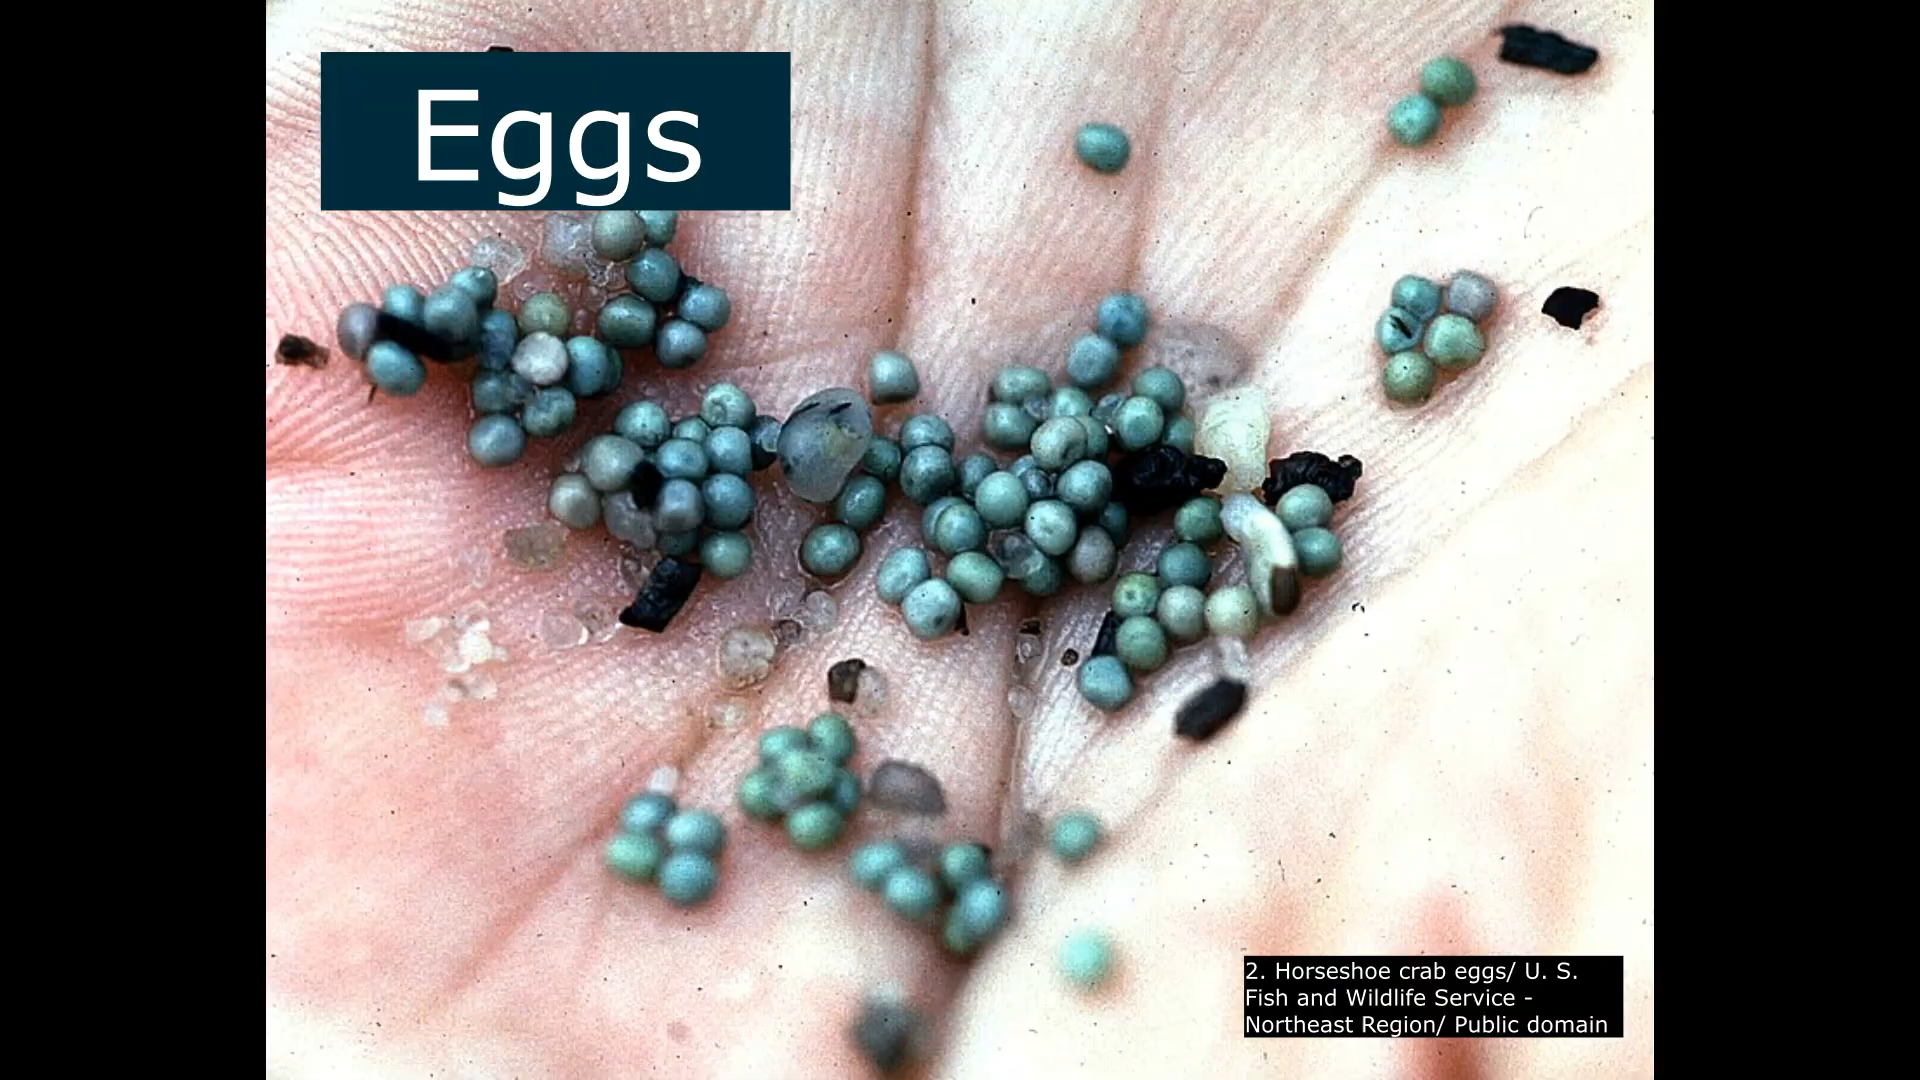 Eggs
2. Horseshoe crab eggs/ U. S.
Fish and Wildlife Service -
Northeast Region/ Public domain